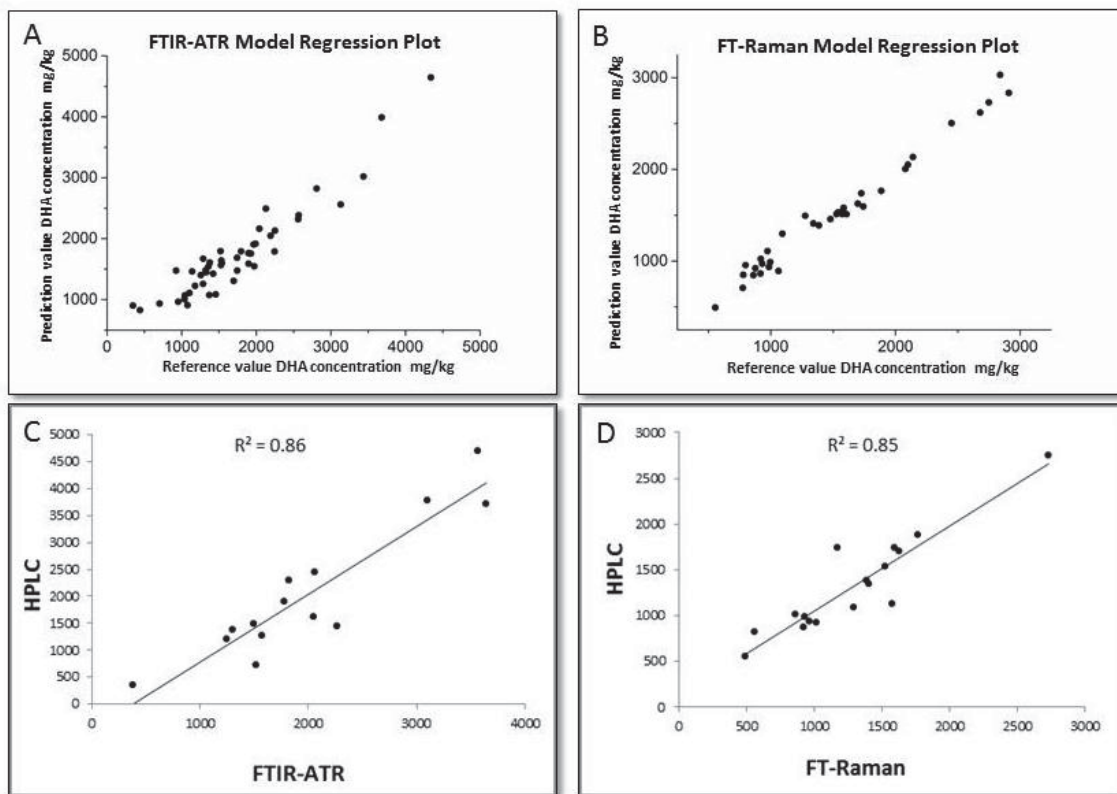 A
FTIR-ATR Model Regression Plot
Prediction value DHA concentration mg/kg
5000
4000
3000
2000
1000
0
1000
2000
3000
4000
5000
Reference value DHA concentration mg/kg
B
FT-Raman Model Regression Plot
Prediction value DHA concentration mg/kg
3000
2000
1000
1000
2000
3000
Reference value DHA concentration mg/kg
C
R² = 0.86
HPLC
5000
4500
4000
3500
3000
2500
2000
1500
1000
500
0
0
1000
2000
3000
4000
FTIR-ATR
D
R² = 0.85
HPLC
3000
2500
2000
1500
1000
500
0
0
500
1000
1500
2000
2500
3000
FT-Raman